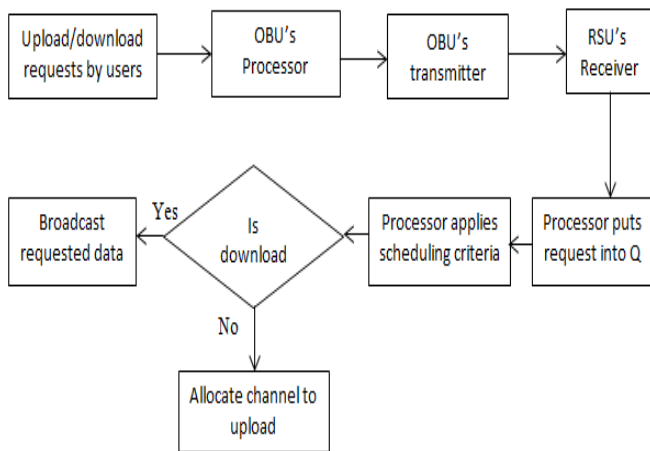 Upload/download
requests by users
OBU's
Processor
OBU's
transmitter
RSU's
Receiver
Processor puts
request into Q
Processor applies
scheduling criteria
Is
download
Yes
Broadcast
requested data
No
Allocate channel to
upload